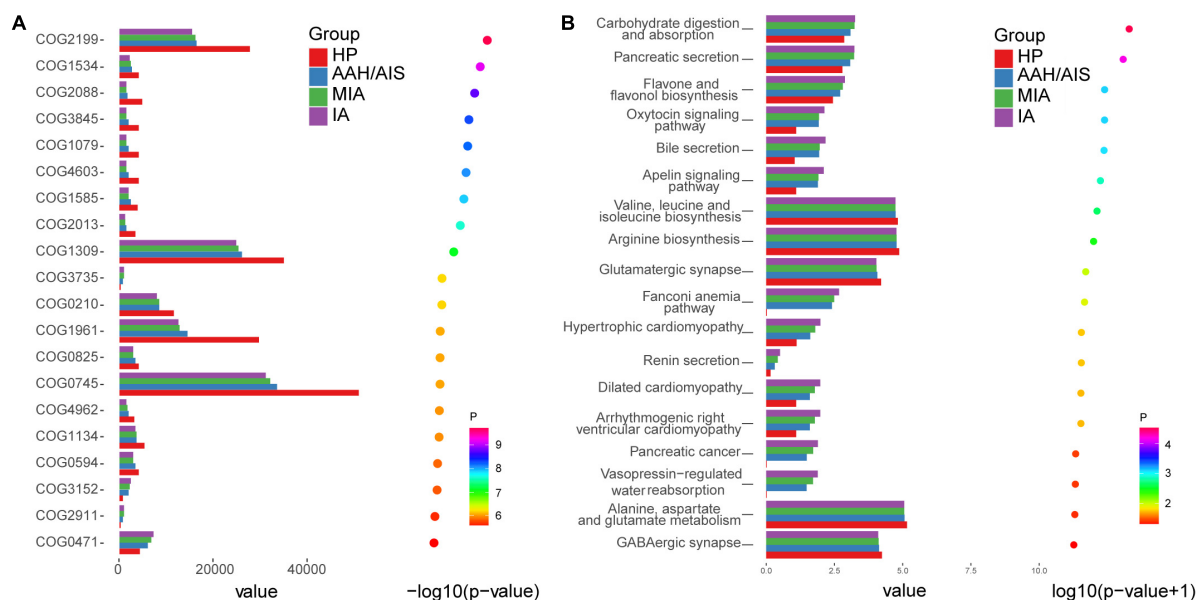 A
COG2199-
COG1534-
COG2088-
COG3845-
COG1079-
COG4603-
COG1585-
COG2013-
COG1309-
COG3735-
COG0210-
COG1961-
COG0825-
COG0745-
COG4962-
COG1134-
COG0594-
COG3152-
COG2911-
COG0471-
0 20000 40000
value
Group
HP
AAH/AIS
MIA
IA
P
9
8
7
6
−log10(p−value)
B
Carbohydrate digestion
and absorption
Pancreatic secretion
Flavone and
flavonol biosynthesis
Oxytocin signaling
pathway
Bile secretion
Apelin signaling
pathway
Valine, leucine and
isoleucine biosynthesis
Arginine biosynthesis
Glutamatergic synapse
Fanconi anemia
pathway
Hypertrophic cardiomyopathy
Renin secretion
Dilated cardiomyopathy
Arrhythmogenic right
ventricular cardiomyopathy
Pancreatic cancer
Vasopressin−regulated
water reabsorption
Alanine, aspartate
and glutamate metabolism
GABAergic synapse
0.0 2.5 5.0 7.5 10.0
value
Group
HP
AAH/AIS
MIA
IA
P
4
3
2
log10(p−value+1)